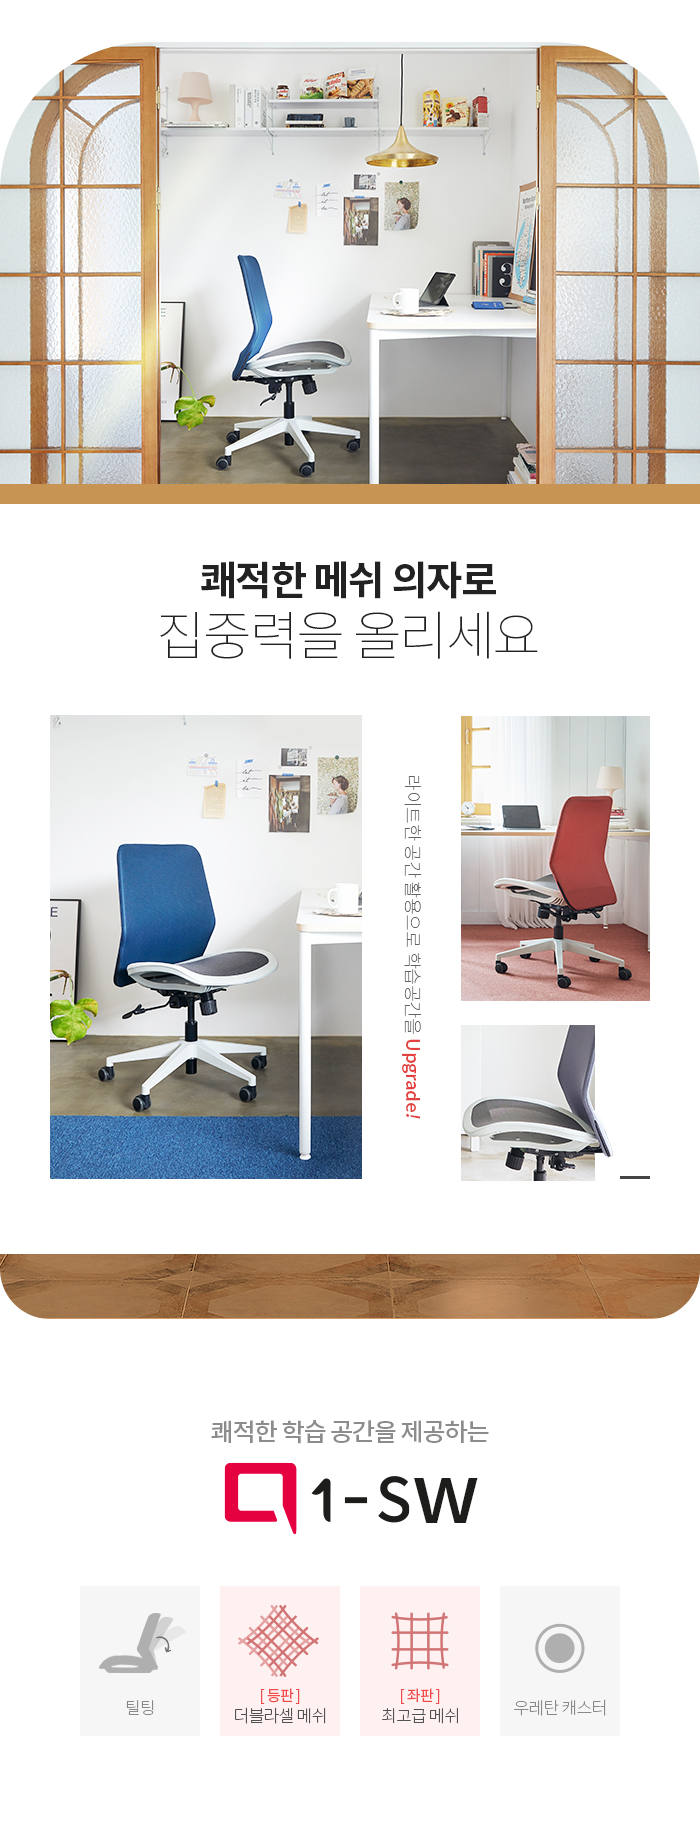 쾌적한 메쉬 의자로
집중력을 올리세요
라이트한 공간 활용으로 학습공간을 Upgrade!
쾌적한 학습 공간을 제공하는
1-SW
틸팅
[등판]
더블라셀 메쉬
[좌판]
최고급 메쉬
우레탄 캐스터